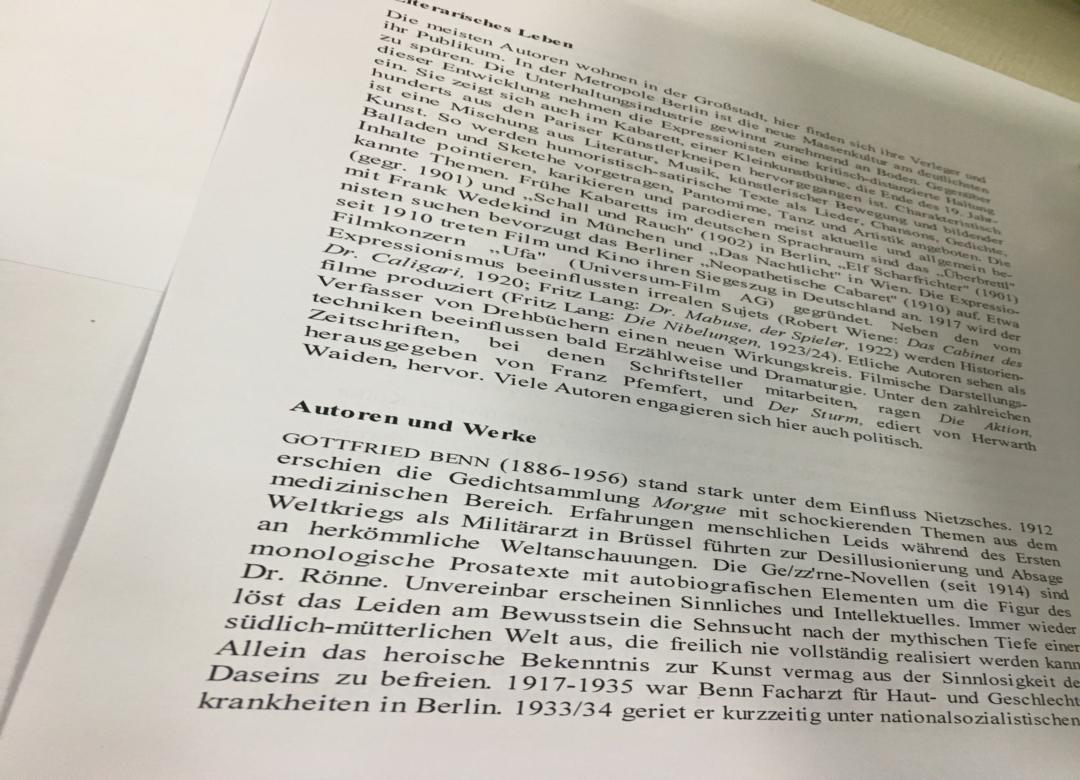 Literarisches Leben
Die meisten Autoren wohnen in der Großstadt, hier finden sich ihre Verleger und
ihr Publikum. In der Metropole Berlin ist die neue Massenkultur am deutlichsten
zu spüren. Die Unterhaltungsindustrie gewinnt zunehmend an Boden. Gegenüber
dieser Entwicklung nehmen die Expressionisten eine kritisch-distanzierte Haltung
ein. Sie zeigt sich auch im Kabarett, einer Kleinkunstbühne, die Ende des 19. Jahr-
hunderts aus den Pariser Künstlerkneipen hervorgegangen ist. Charakteristisch
ist eine Mischung aus Literatur, Musik, künstlerischer Bewegung und bildender
Kunst. So werden humoristisch-satirische Texte als Lieder, Chansons, Gedichte,
Balladen und Sketche vorgetragen, Pantomime, Tanz und Artistik angeboten. Die
Inhalte pointieren, karikieren und parodieren meist aktuelle und allgemein be-
kannte Themen. Frühe Kabaretts im deutschen Sprachraum sind das „Überbrettl"
(gegr. 1901) und „Schall und Rauch" (1902) in Berlin, „Elf Scharfrichter" (1901)
mit Frank Wedekind in München und „Das Nachtlicht" in Wien. Die Expressio-
nisten suchen bevorzugt das Berliner „Neopathetische Cabaret" (1910) auf. Etwa
seit 1910 treten Film und Kino ihren Siegeszug in Deutschland an. 1917 wird der
Filmkonzern „Ufa" (Universum-Film AG) gegründet. Neben den vom
Expressionismus beeinflussten irrealen Sujets (Robert Wiene: Das Cabinet des
Dr. Caligari, 1920; Fritz Lang: Dr. Mabuse, der Spieler, 1922) werden Historien-
filme produziert (Fritz Lang: Die Nibelungen, 1923/24). Etliche Autoren sehen als
Verfasser von Drehbüchern einen neuen Wirkungskreis. Filmische Darstellungs-
techniken beeinflussen bald Erzählweise und Dramaturgie. Unter den zahlreichen
Zeitschriften, bei denen Schriftsteller mitarbeiten, ragen Die Aktion,
herausgegeben von Franz Pfemfert, und Der Sturm, ediert von Herwarth
Waiden, hervor. Viele Autoren engagieren sich hier auch politisch.
Autoren und Werke
GOTTFRIED BENN (1886-1956) stand stark unter dem Einfluss Nietzsches. 1912
erschien die Gedichtsammlung Morgue mit schockierenden Themen aus dem
medizinischen Bereich. Erfahrungen menschlichen Leids während des Ersten
Weltkriegs als Militärarzt in Brüssel führten zur Desillusionierung und Absage
an herkömmliche Weltanschauungen. Die Ge/zz'rne-Novellen (seit 1914) sind
monologische Prosatexte mit autobiografischen Elementen um die Figur des
Dr. Rönne. Unvereinbar erscheinen Sinnliches und Intellektuelles. Immer wieder
löst das Leiden am Bewusstsein die Sehnsucht nach der mythischen Tiefe einer
südlich-mütterlichen Welt aus, die freilich nie vollständig realisiert werden kann
Allein das heroische Bekenntnis zur Kunst vermag aus der Sinnlosigkeit de
Daseins zu befreien. 1917-1935 war Benn Facharzt für Haut- und Geschlecht
krankheiten in Berlin. 1933/34 geriet er kurzzeitig unter nationalsozialistischen